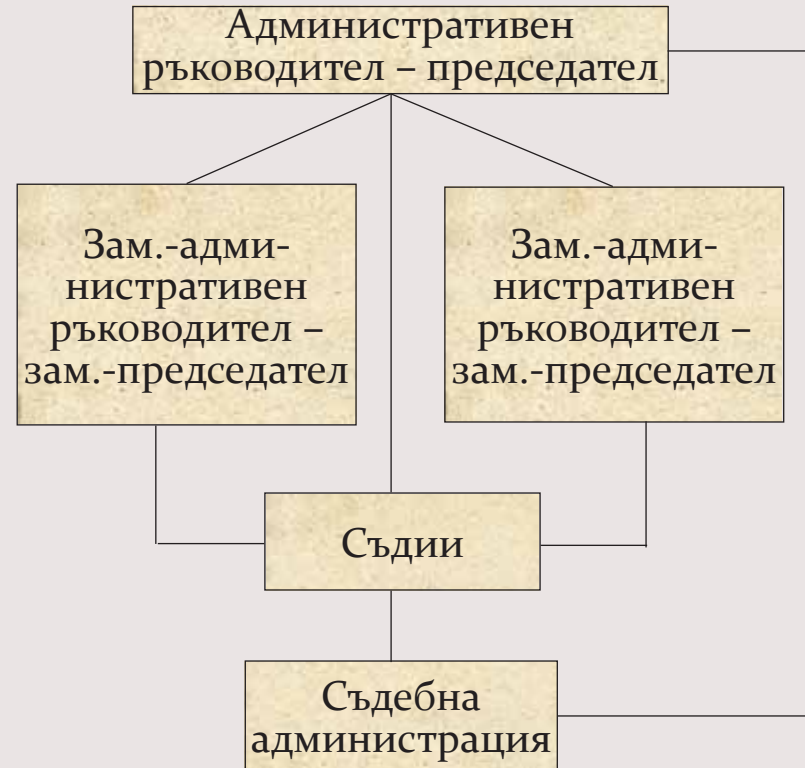 Административен
ръководител – председател
Зам.-адми-
нистративен
ръководител –
зам.-председател
Зам.-адми-
нистративен
ръководител –
зам.-председател
Съдии
Съдебна
администрация